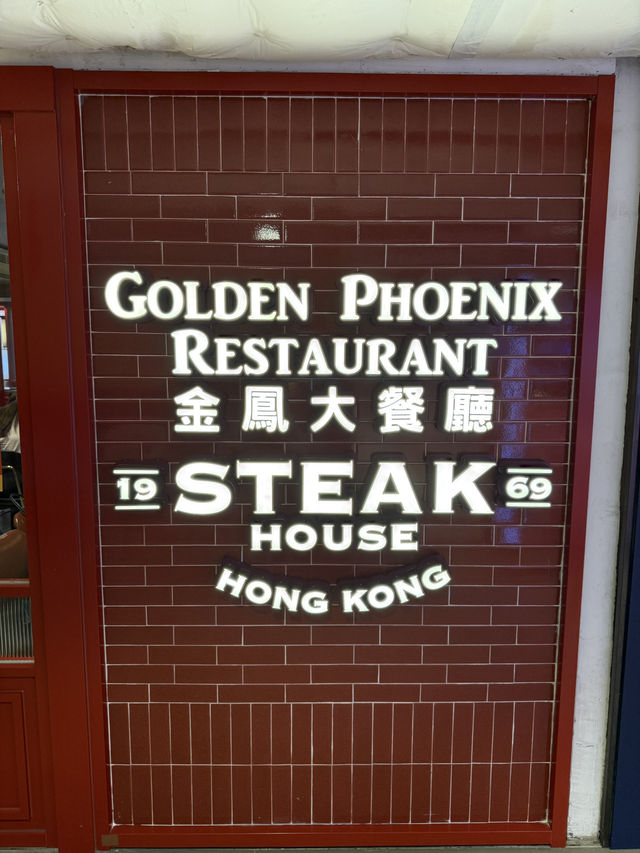 GOLDEN PHOENIX
RESTAURANT
金鳳大餐廳
19 STEAK 69
HOUSE
HONG KONG